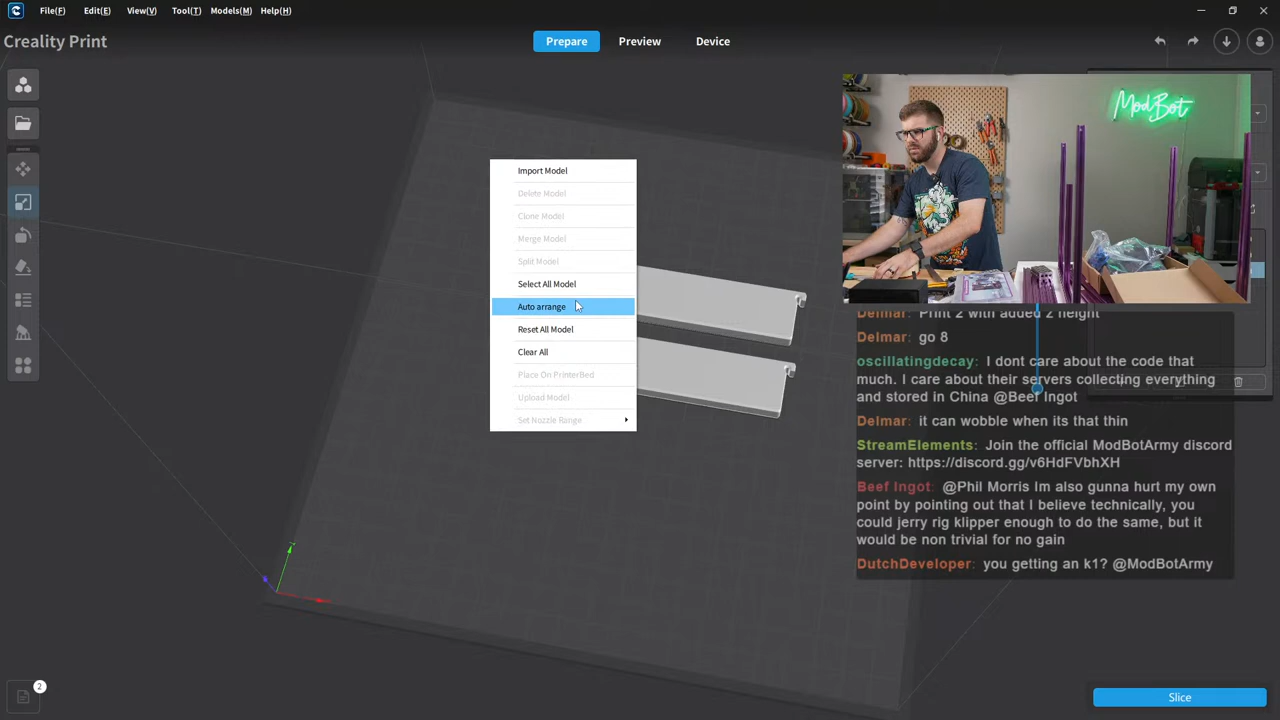 File(F)
Edit(E)
View(V)
Tool(T)
Models(M)
Help(H)
Creality Print
Prepare
Preview
Device
ModBot
Import Model
Delete Model
Clone Model
Merge Model
Split Model
Select All Model
Auto arrange
Reset All Model
Clear All
Place On PrinterBed
Upload Model
Set Nozzle Range
Delmar: Print 2 with added z height
Delmar: go 8
oscillatingdecay: I dont care about the code that
much. I care about their servers collecting everything
and stored in China @Beef Ingot
Delmar: it can wobble when its that thin
StreamElements: Join the official ModBotArmy discord
server: https://discord.gg/v6HdFVbhXH
Beef Ingot: @Phil Morris Im also gunna hurt my own
point by pointing out that I believe technically, you
could jerry rig klipper enough to do the same, but it
would be non trivial for no gain
DutchDeveloper: you getting an k1? @ModBotArmy
2
Slice